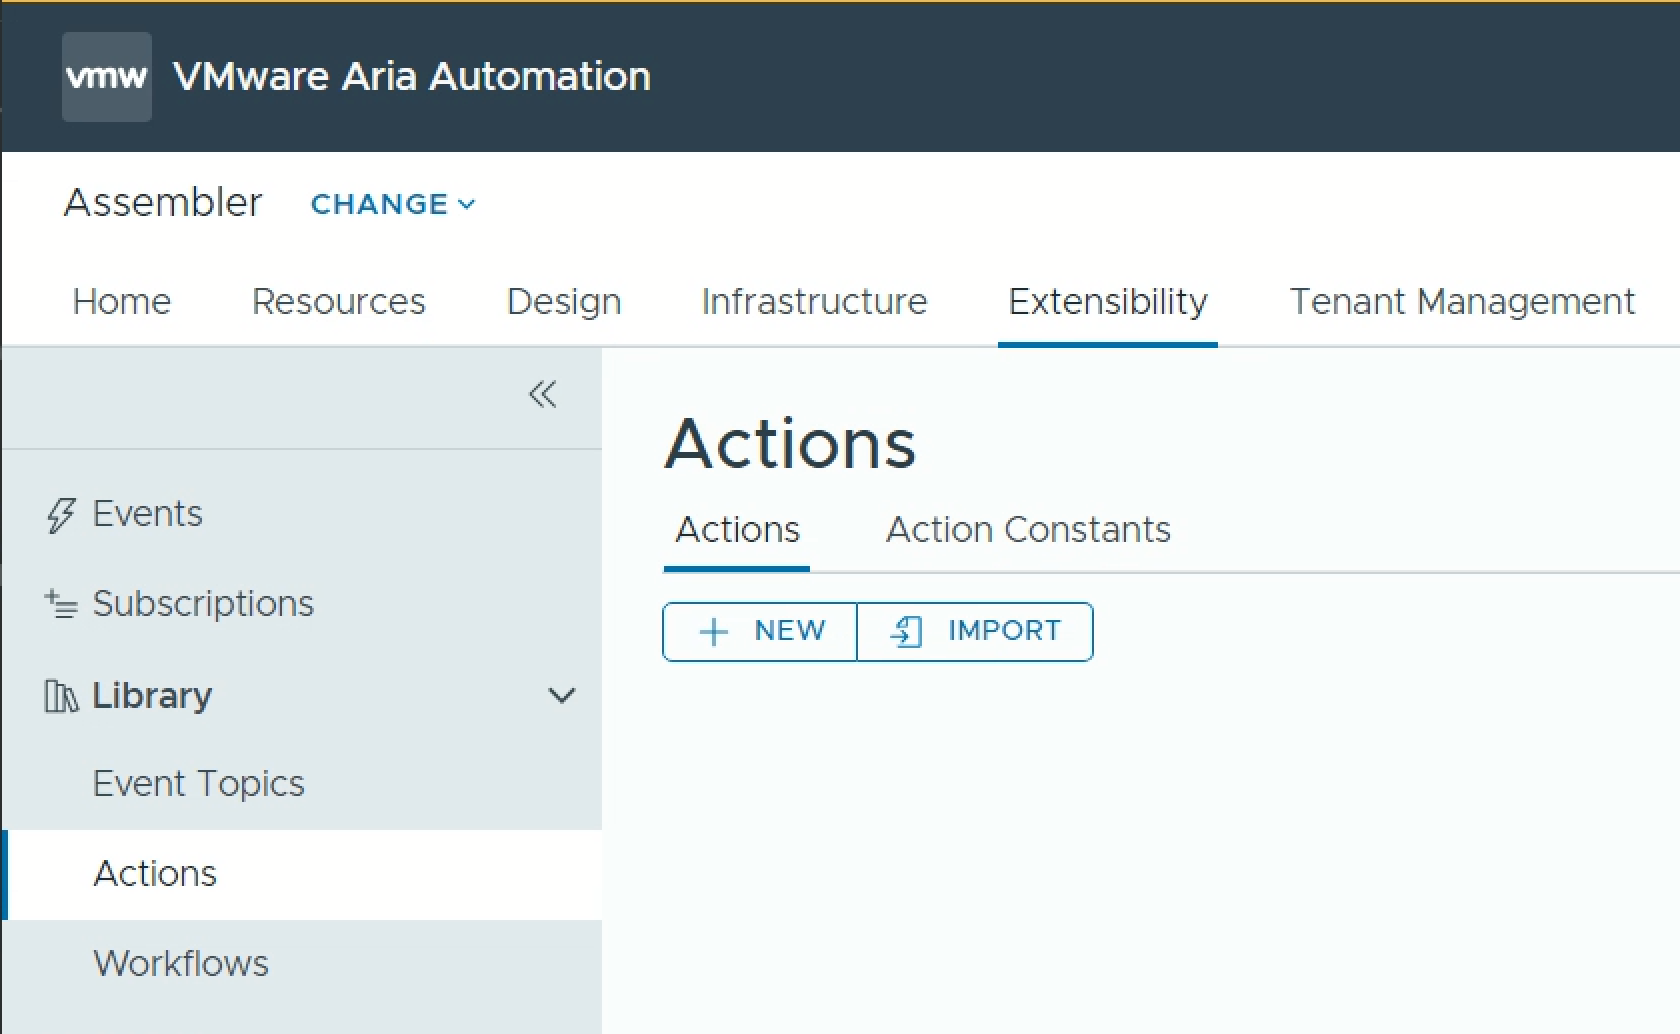 vmw VMware Aria Automation
Assembler CHANGE
Home Resources Design Infrastructure Extensibility Tenant Management
Actions
Actions Action Constants
NEW IMPORT
Events
Subscriptions
Library
Event Topics
Actions
Workflows